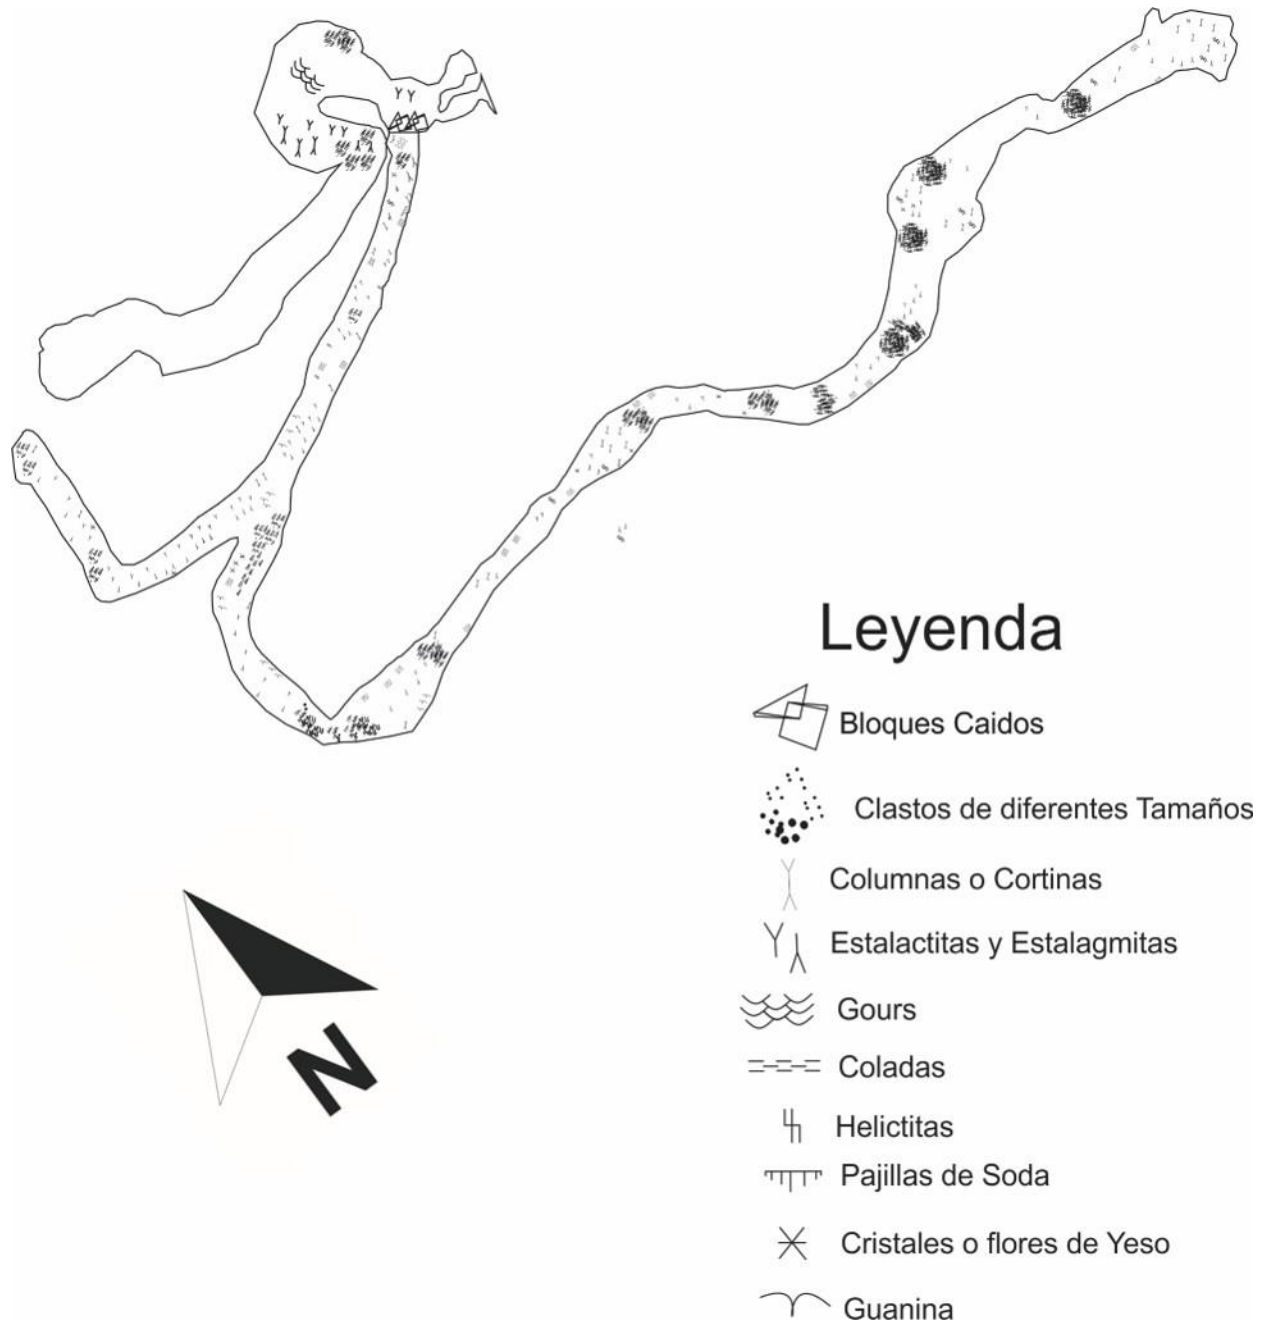 Leyenda
Bloques Caidos
Clastos de diferentes Tamaños
Columnas o Cortinas
Estalactitas y Estalagmitas
Gours
Coladas
Helictitas
Pajillas de Soda
Cristales o flores de Yeso
Guanina
N